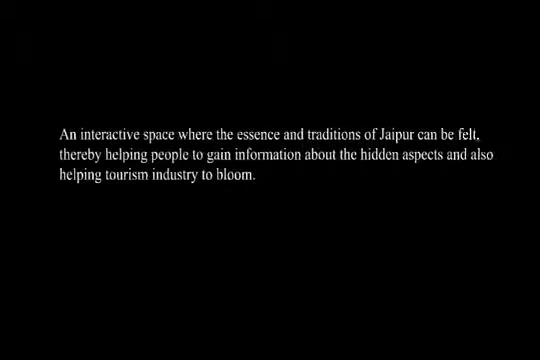 An interactive space where the essence and traditions of Jaipur can be felt,
thereby helping people to gain information about the hidden aspects and also
helping tourism industry to bloom.